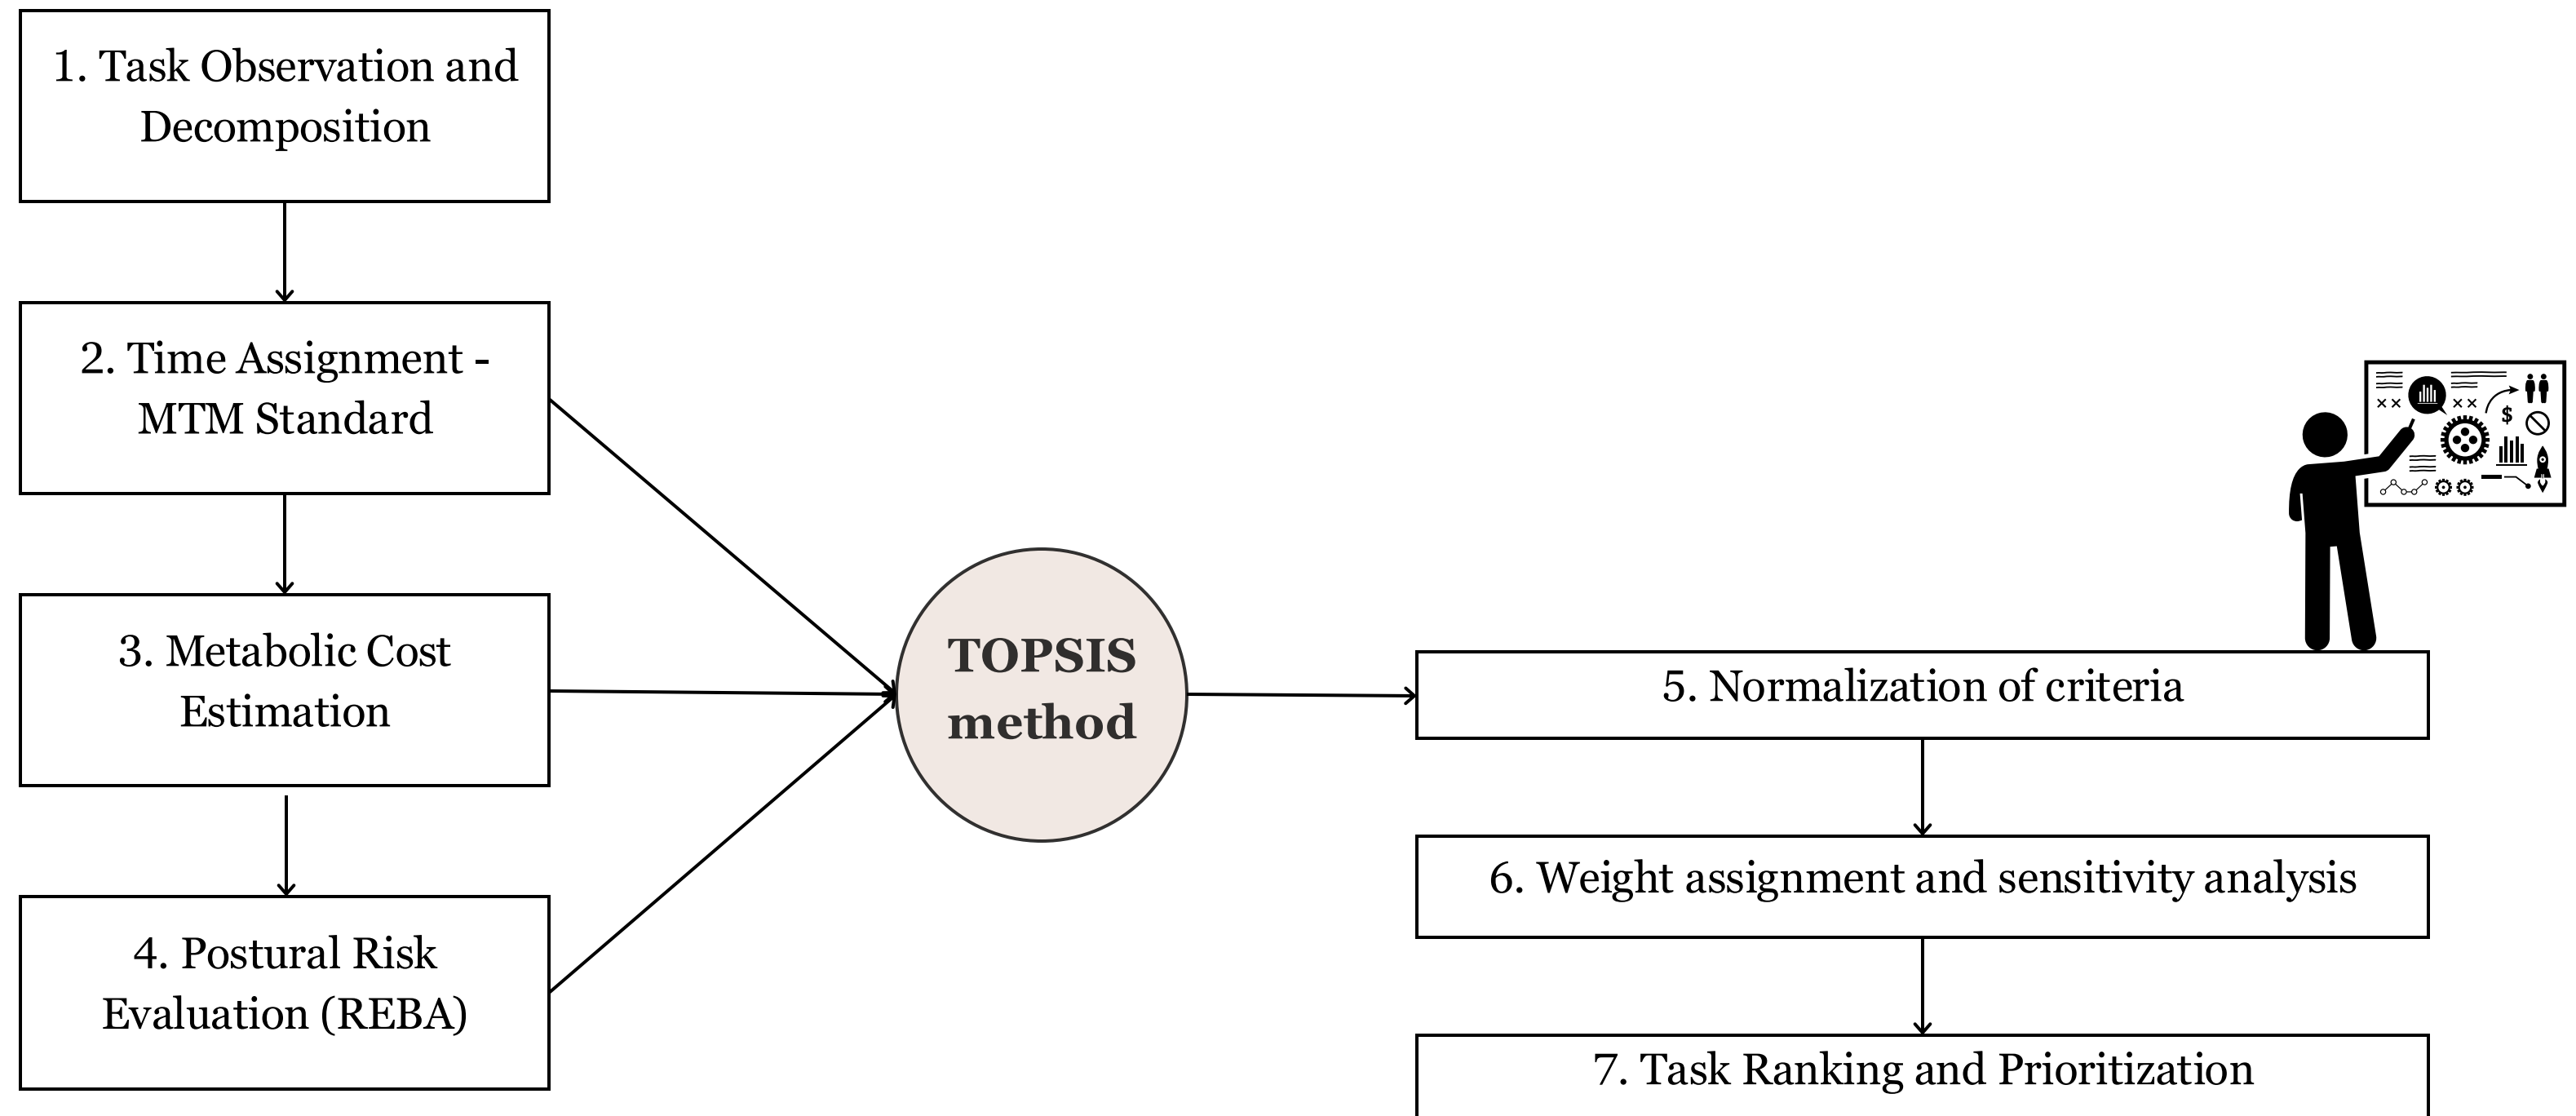 1. Task Observation and
Decomposition
2. Time Assignment -
MTM Standard
3. Metabolic Cost
Estimation
4. Postural Risk
Evaluation (REBA)
TOPSIS
method
$
5. Normalization of criteria
6. Weight assignment and sensitivity analysis
7. Task Ranking and Prioritization